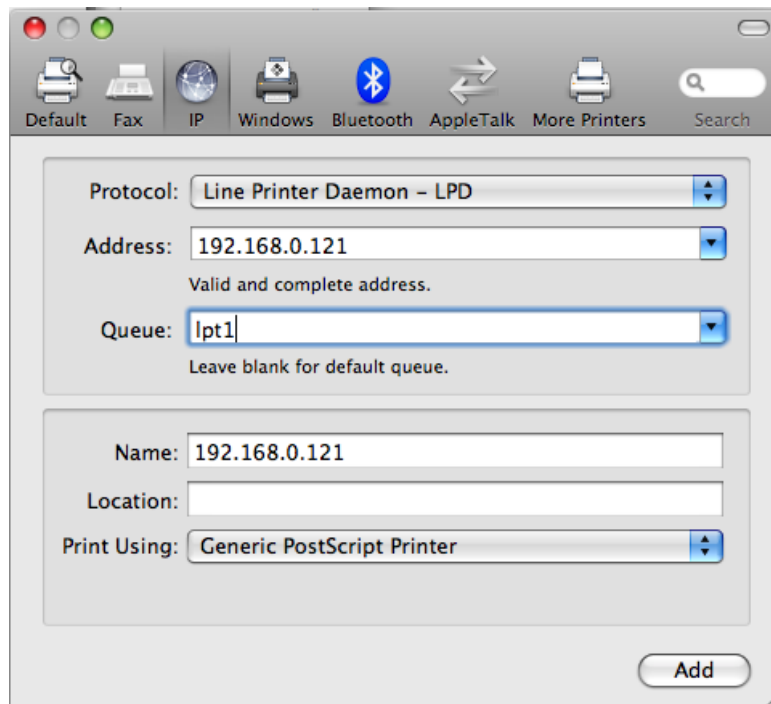 Default Fax IP Windows Bluetooth AppleTalk More Printers Search
Protocol: Line Printer Daemon – LPD
Address: 192.168.0.121
Valid and complete address.
Queue: lpt1
Leave blank for default queue.
Name: 192.168.0.121
Location:
Print Using: Generic PostScript Printer
Add